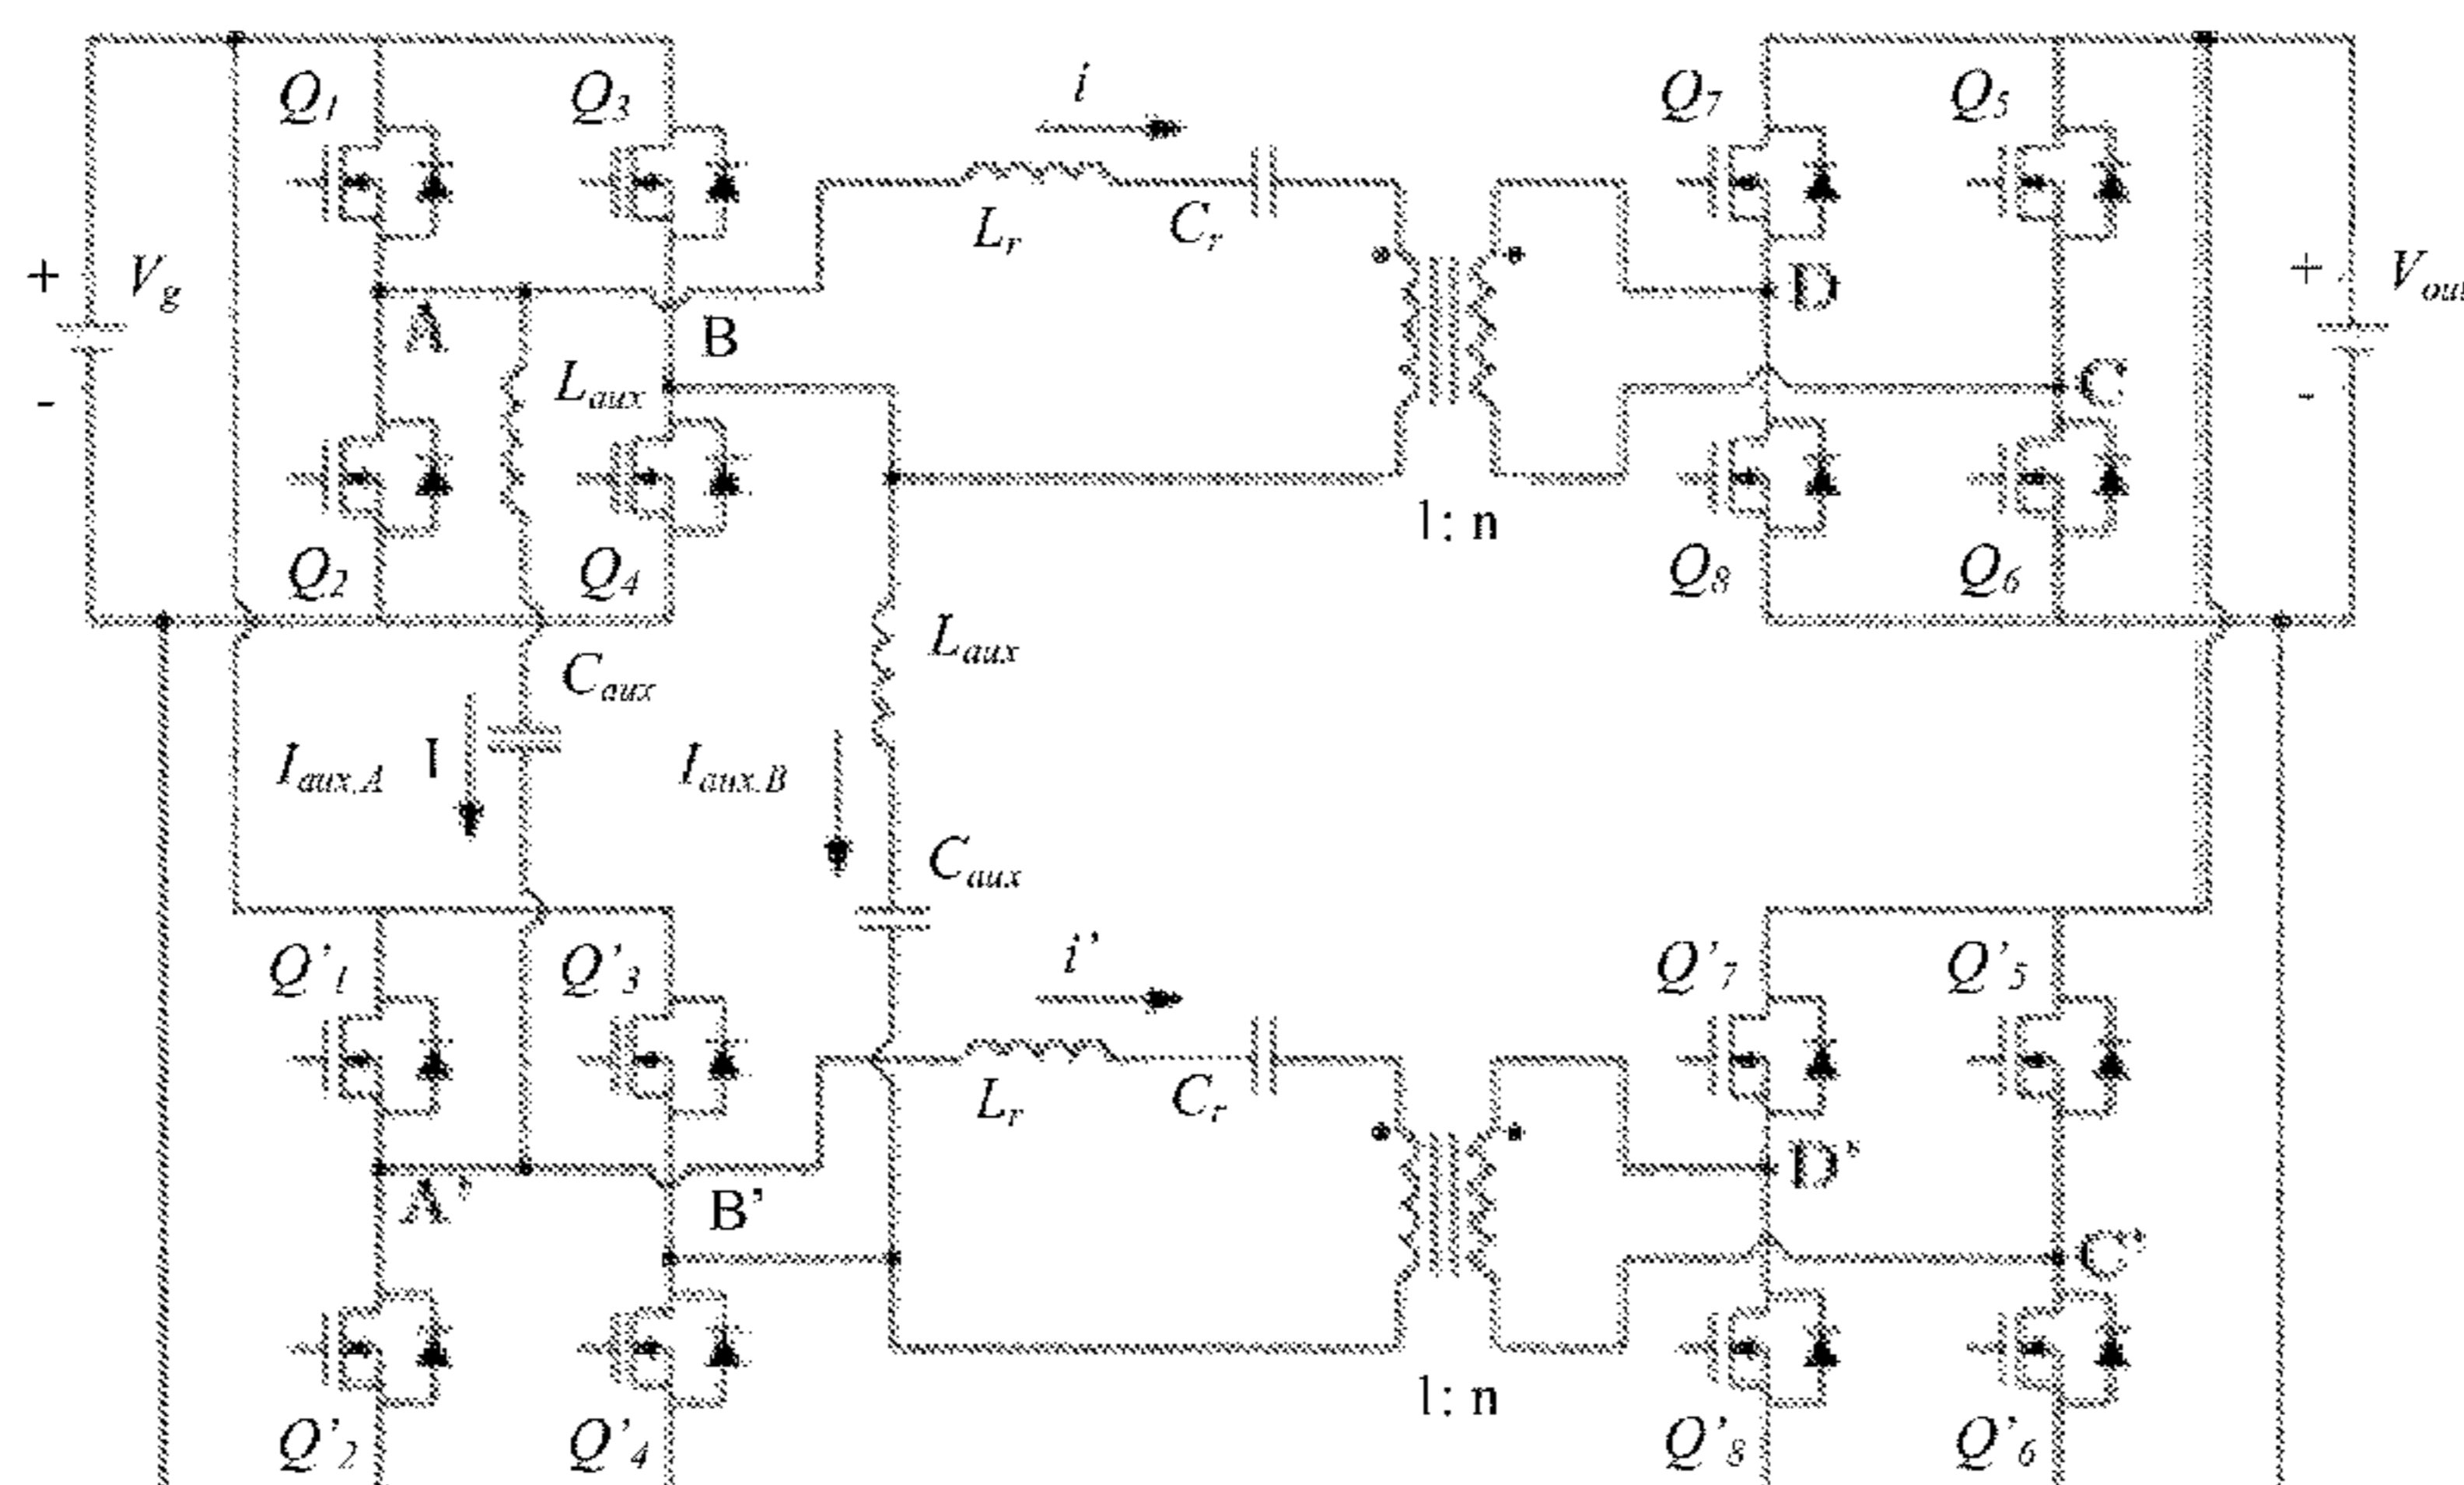 i
Q1
Q3
Q7
Q5
+
Vg
-
Lr
Cr
D
+
-
A
B
Laux
C
1: n
Q2
Q4
Q8
Q6
Laux
Caux
Iaux,A
I
Iaux,B
Caux
Q'1
Q'3
i'
Q'7
Q'5
Lr
Cr
A'
B'
D'
C'
1: n
Q'2
Q'4
Q'8
Q'6